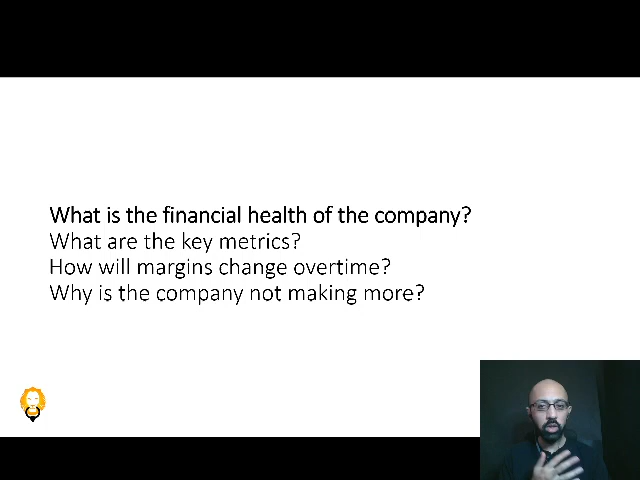 What is the financial health of the company?
What are the key metrics?
How will margins change overtime?
Why is the company not making more?